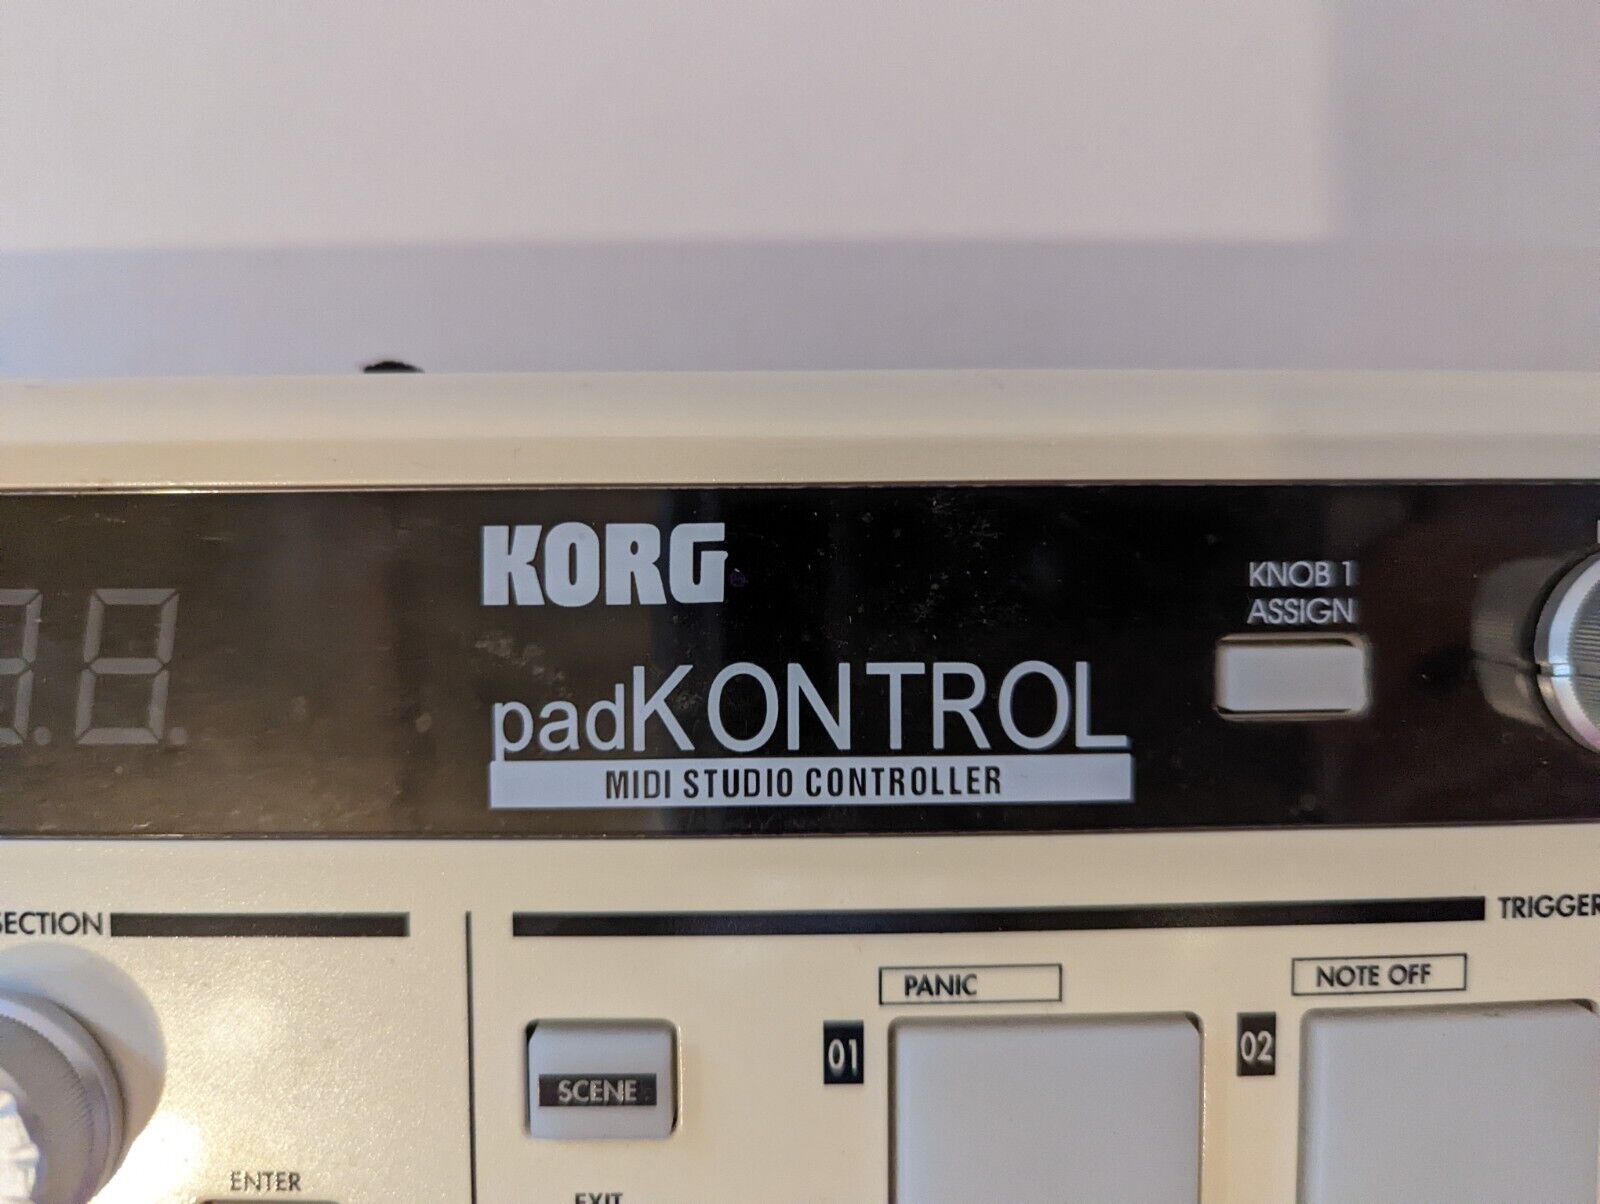 KORG
padKONTROL
MIDI STUDIO CONTROLLER
KNOB 1
ASSIGN
SECTION
TRIGGER
PANIC
NOTE OFF
01
02
SCENE
ENTER
EXIT